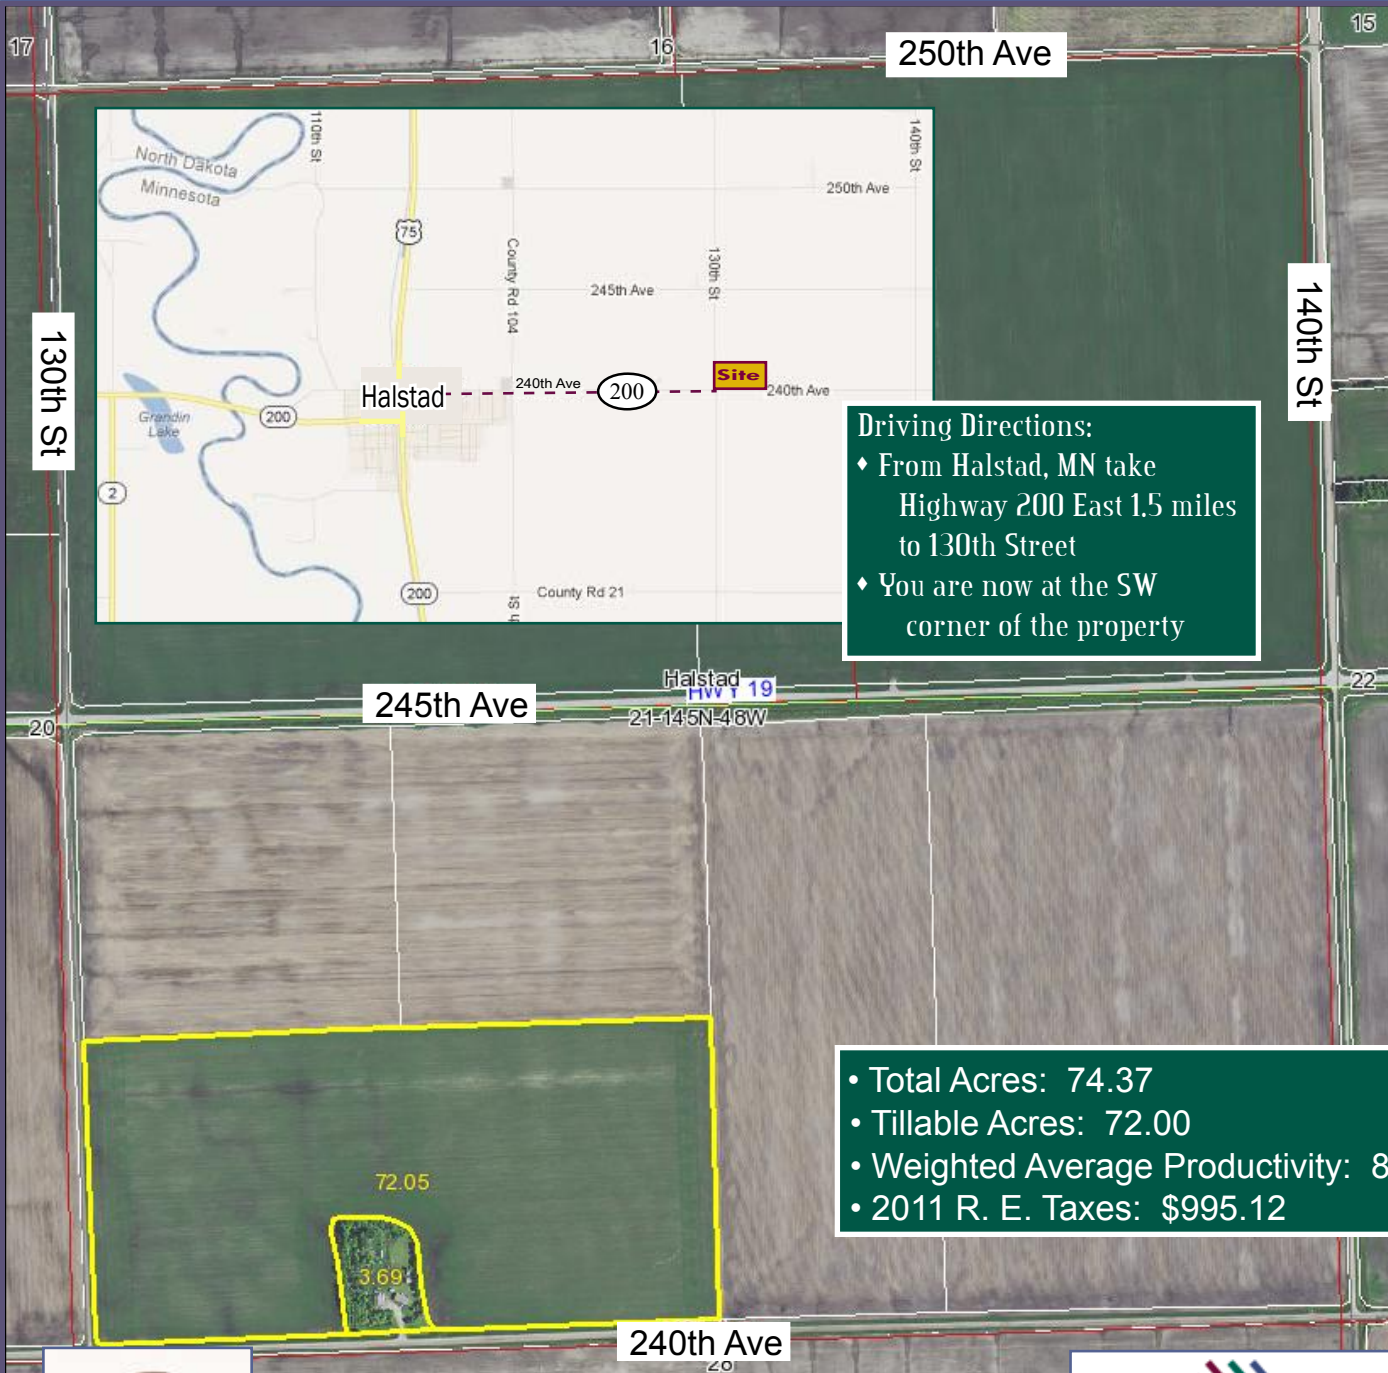 17
16
15
250th Ave
North Dakota
Minnesota
110th St
75
County Rd 104
130th St
140th St
250th Ave
245th Ave
240th Ave
200
Site
240th Ave
Halstad
Grandin
Lake
200
2
200
County Rd 21
130th St
140th St
Driving Directions:
♦ From Halstad, MN take
Highway 200 East 1.5 miles
to 130th Street
♦ You are now at the SW
corner of the property
Halstad
HWY 19
245th Ave
21-145N-48W
20
22
72.05
3.69
• Total Acres: 74.37
• Tillable Acres: 72.00
• Weighted Average Productivity: 8
• 2011 R. E. Taxes: $995.12
240th Ave
28